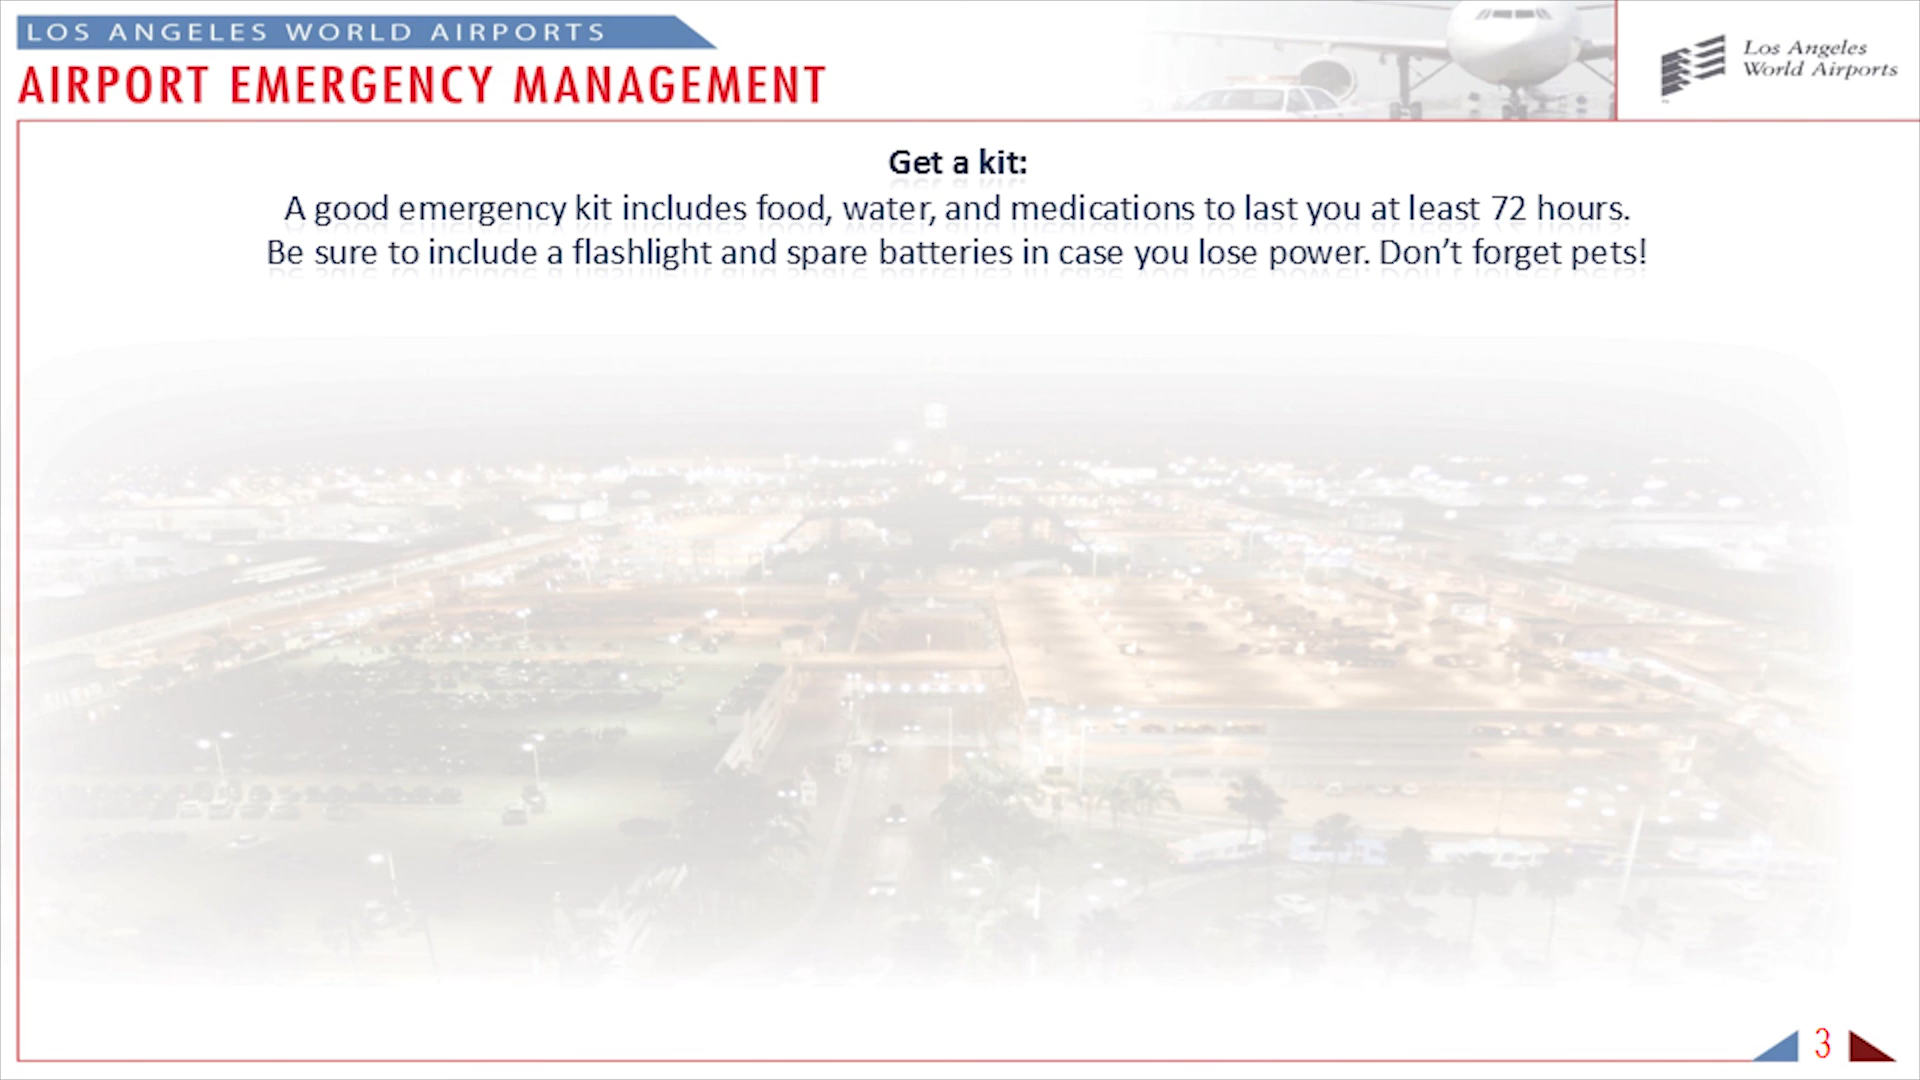 LOS ANGELES WORLD AIRPORTS
AIRPORT EMERGENCY MANAGEMENT
Los Angeles
World Airports
Get a kit:
A good emergency kit includes food, water, and medications to last you at least 72 hours.
Be sure to include a flashlight and spare batteries in case you lose power. Don’t forget pets!
3